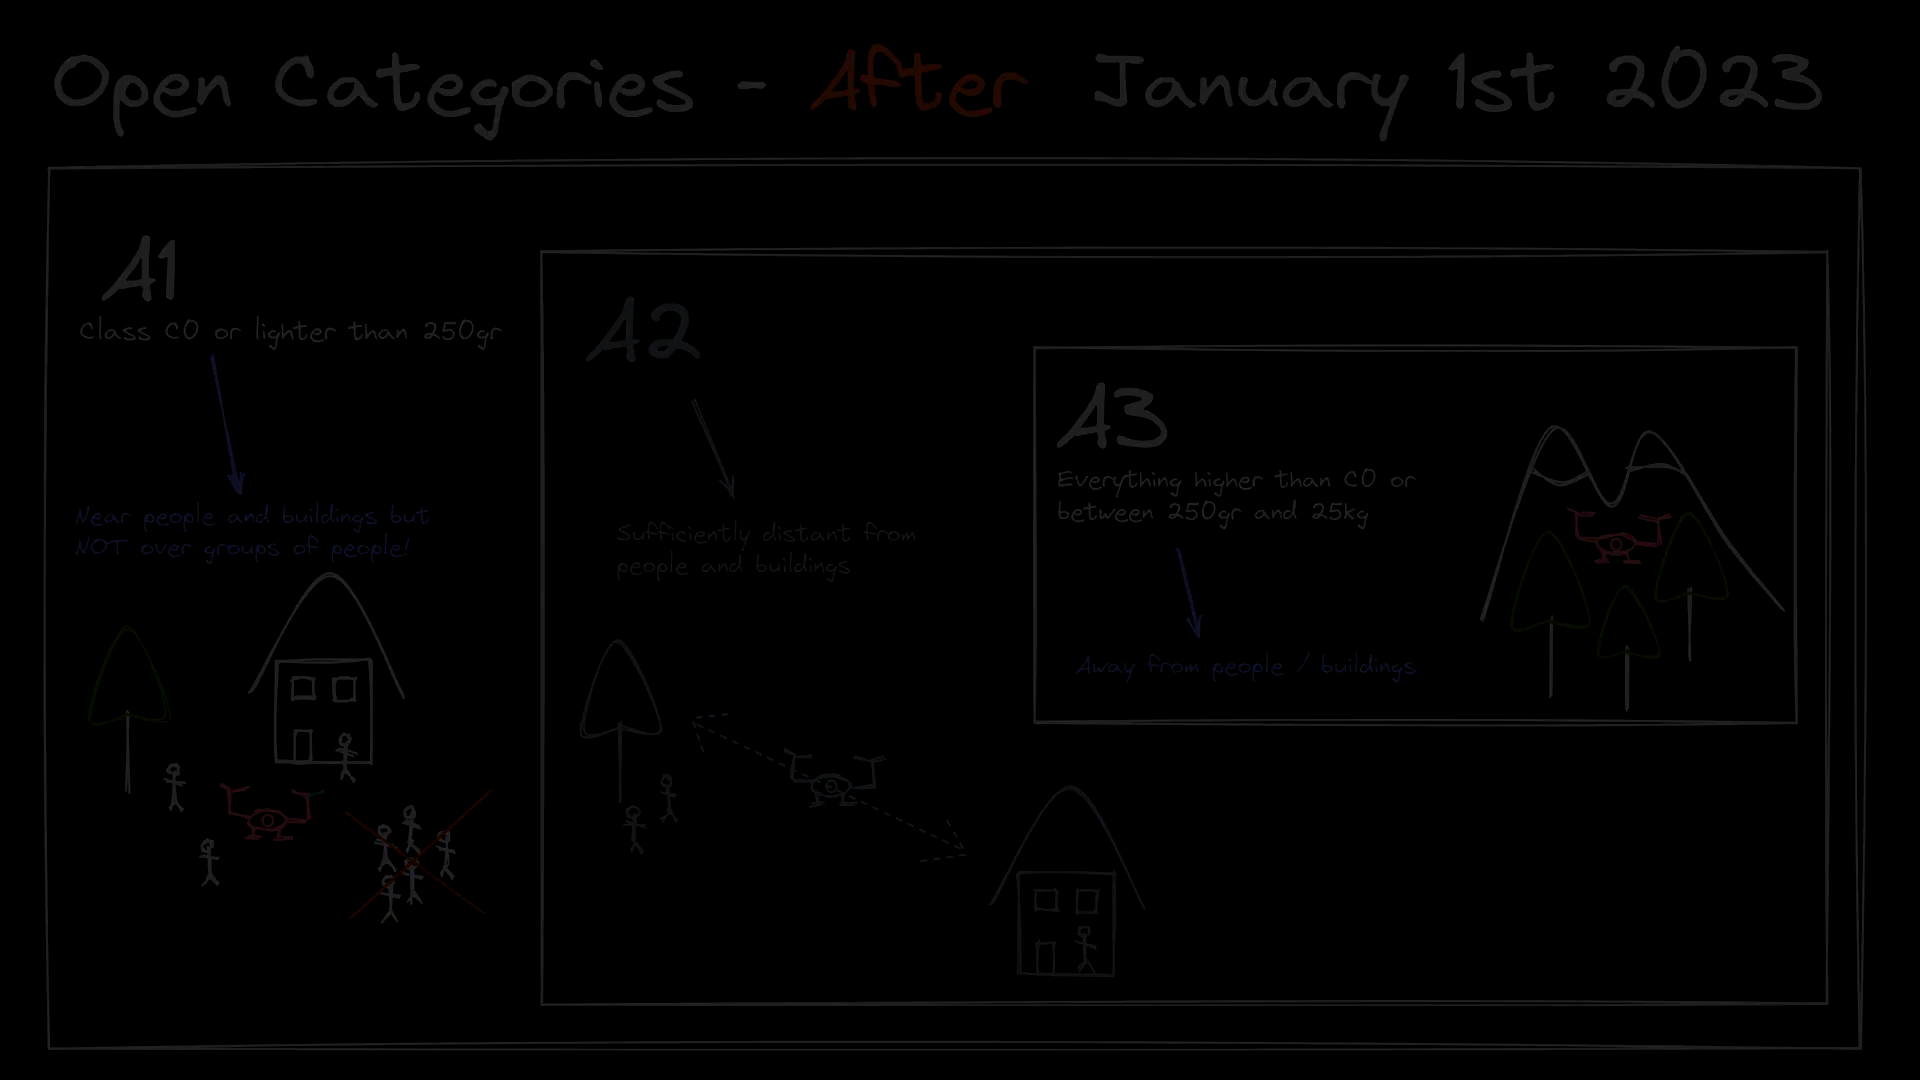 Open Categories - After January 1st 2023
A1
Class C0 or lighter than 250gr
Near people and buildings but
NOT over groups of people!
A2
Sufficiently distant from
people and buildings
A3
Everything higher than C0 or
between 250gr and 25kg
Away from people / buildings